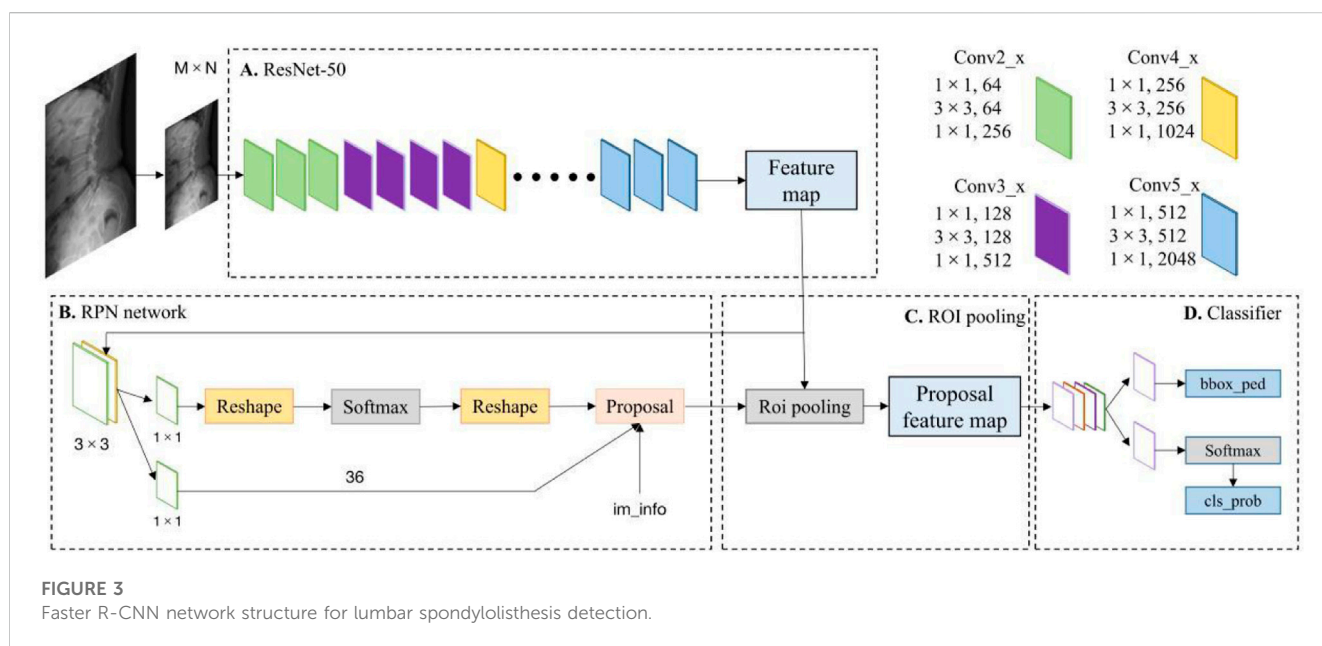 M × N
A. ResNet-50
Feature
map
Conv2_x
1 × 1, 64
3 × 3, 64
1 × 1, 256
Conv4_x
1 × 1, 256
3 × 3, 256
1 × 1, 1024
Conv3_x
1 × 1, 128
3 × 3, 128
1 × 1, 512
Conv5_x
1 × 1, 512
3 × 3, 512
1 × 1, 2048
B. RPN network
3 × 3
1 × 1
Reshape
Softmax
Reshape
Proposal
1 × 1
36
im_info
C. ROI pooling
Roi pooling
Proposal
feature map
D. Classifier
bbox_ped
Softmax
cls_prob
FIGURE 3
Faster R-CNN network structure for lumbar spondylolisthesis detection.